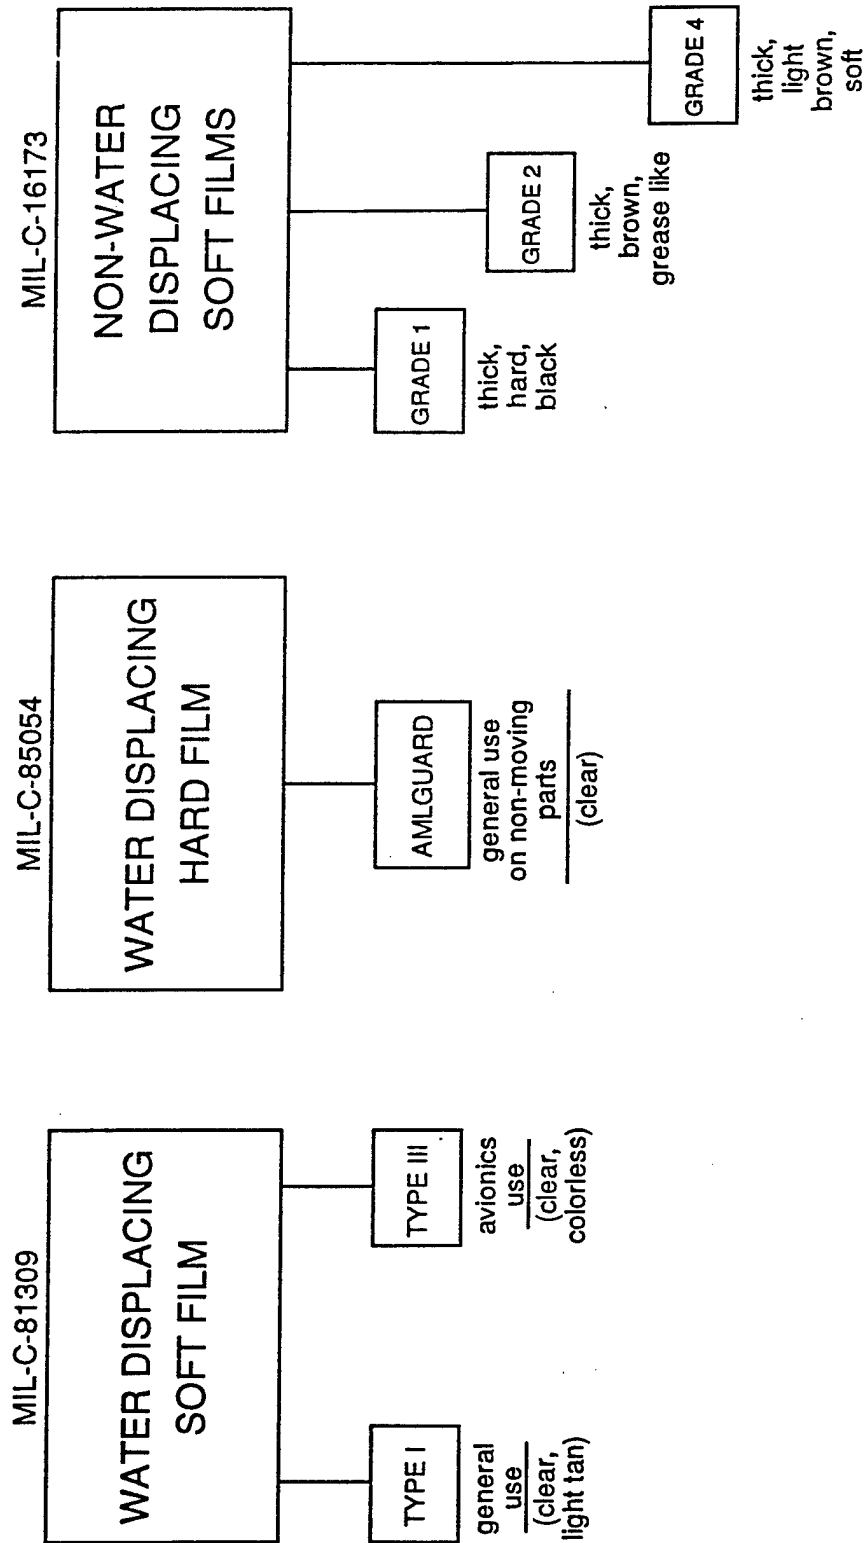 MIL-C-81309
WATER DISPLACING
SOFT FILM
TYPE I
general
use
(clear,
light tan)
TYPE III
avionics
use
(clear,
colorless)
MIL-C-85054
WATER DISPLACING
HARD FILM
AMLGUARD
general use
on non-moving
parts
(clear)
MIL-C-16173
NON-WATER
DISPLACING
SOFT FILMS
GRADE 1
thick,
hard,
black
GRADE 2
thick,
brown,
grease like
GRADE 4
thick,
light
brown,
soft